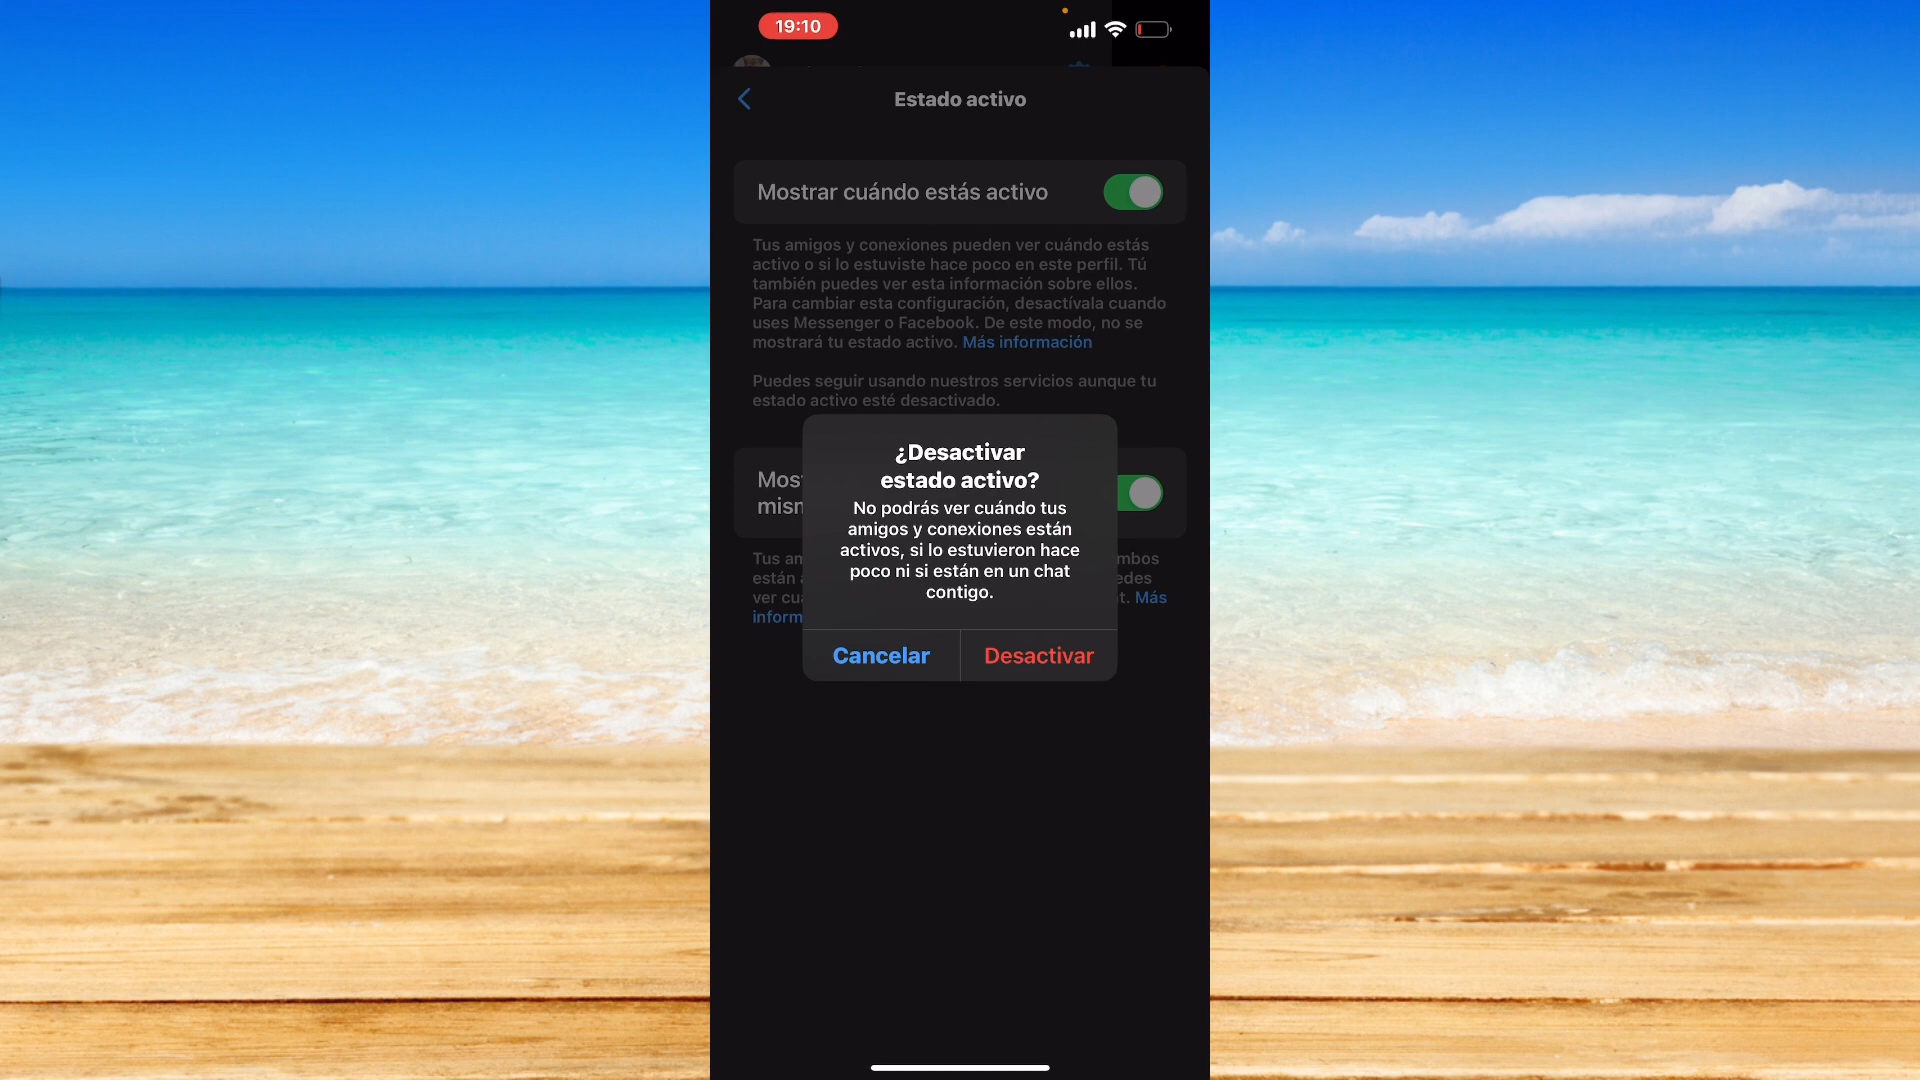 19:10
Estado activo
Mostrar cuándo estás activo
Tus amigos y conexiones pueden ver cuándo estás
activo o si lo estuviste hace poco en este perfil. Tú
también puedes ver esta información sobre ellos.
Para cambiar esta configuración, desactívala cuando
uses Messenger o Facebook. De este modo, no se
mostrará tu estado activo. Más información
Puedes seguir usando nuestros servicios aunque tu
estado activo esté desactivado.
¿Desactivar
estado activo?
No podrás ver cuándo tus
amigos y conexiones están
activos, si lo estuvieron hace
poco ni si están en un chat
contigo.
Cancelar Desactivar
Tus
están
ver
Más